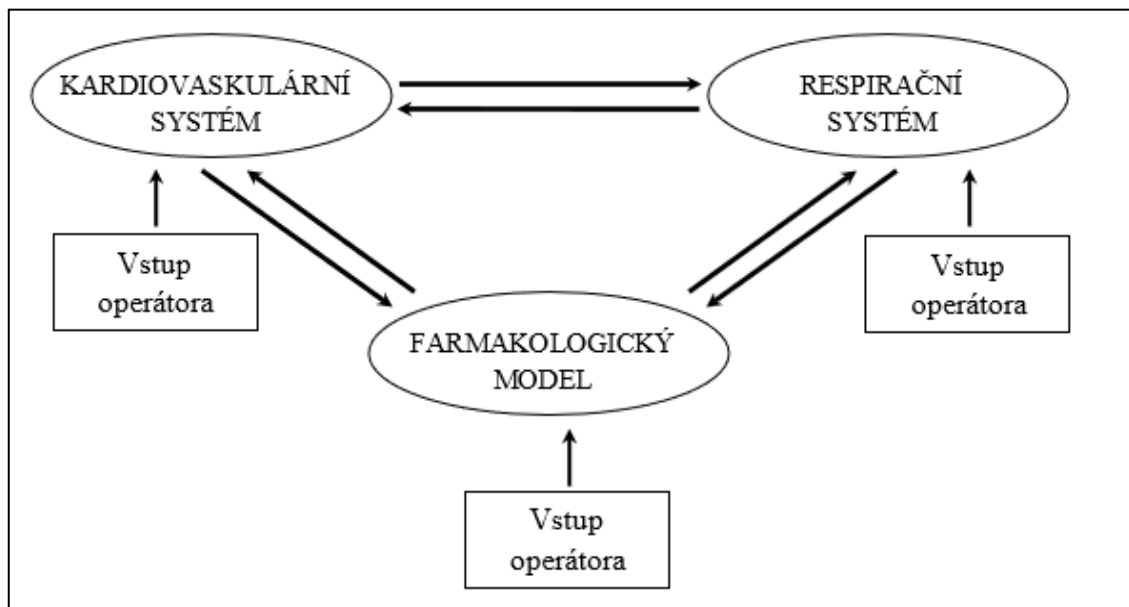 KARDIOVASKULÁRNÍ
SYSTÉM
RESPIRAČNÍ
SYSTÉM
Vstup
operátora
Vstup
operátora
FARMAKOLOGICKÝ
MODEL
Vstup
operátora